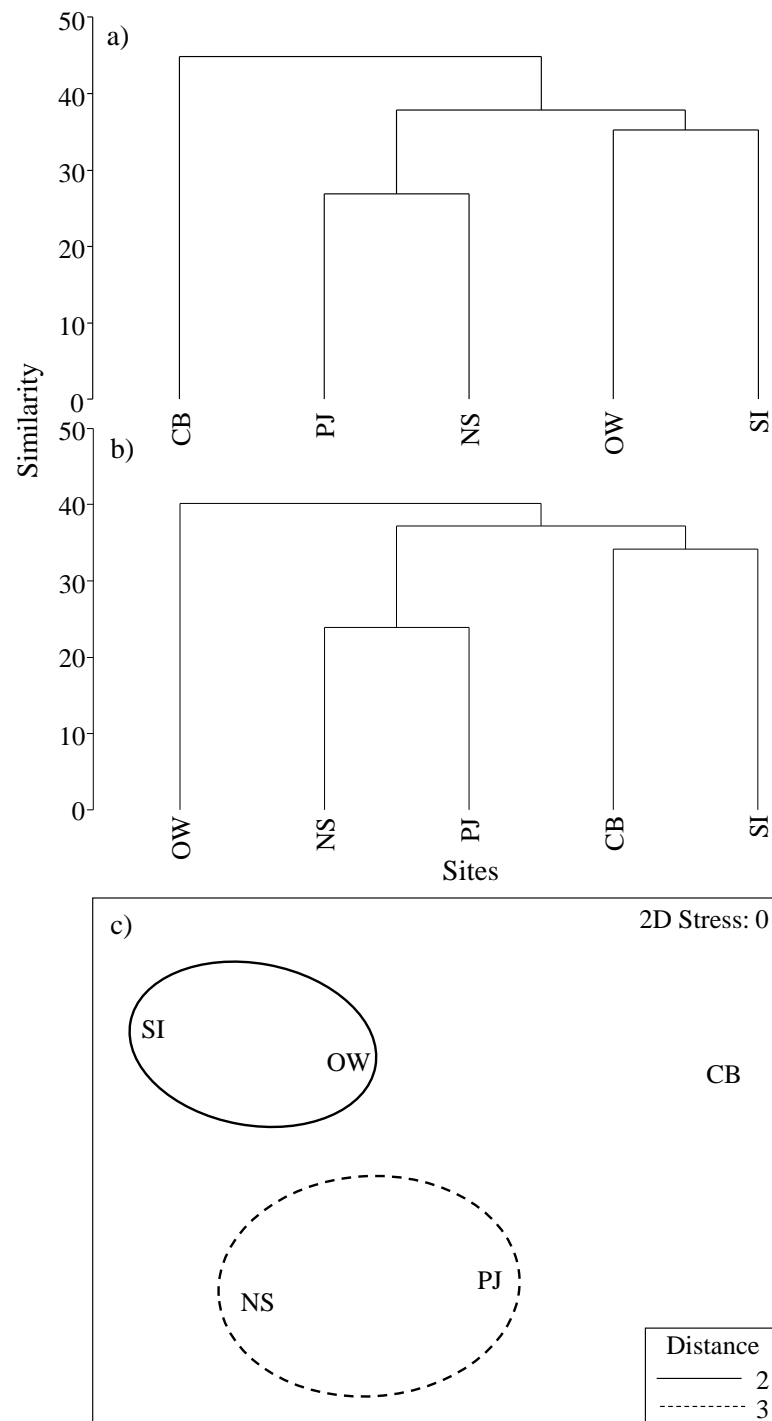 a)
50
40
30
20
10
0
CB
PJ
NS
OW
SI
Similarity
b)
50
40
30
20
10
0
OW
NS
PJ
CB
SI
Sites
c)
2D Stress: 0
SI
OW
CB
NS
PJ
Distance
2
3